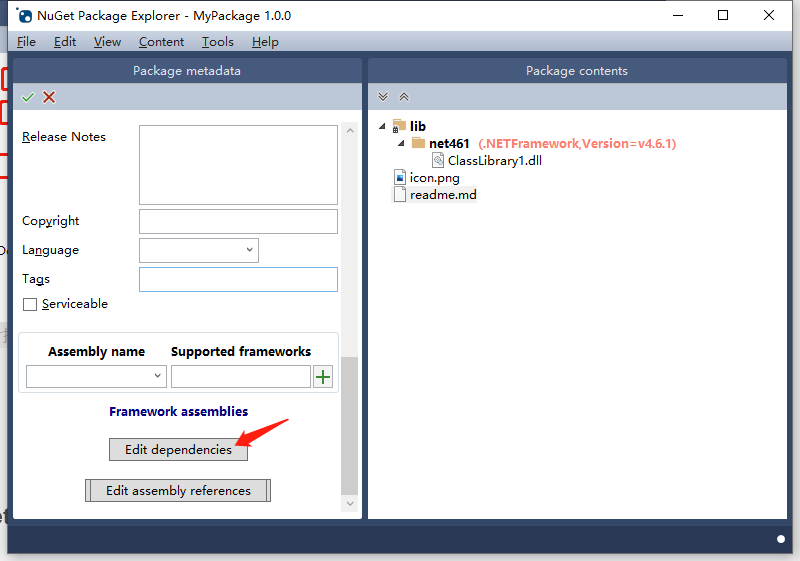 NuGet Package Explorer - MyPackage 1.0.0
File Edit View Content Tools Help
Package metadata
Release Notes
Copyright
Language
Tags
Serviceable
Assembly name Supported frameworks
Framework assemblies
Edit dependencies
Edit assembly references
Package contents
lib
net461 (.NETFramework,Version=v4.6.1)
ClassLibrary1.dll
icon.png
readme.md